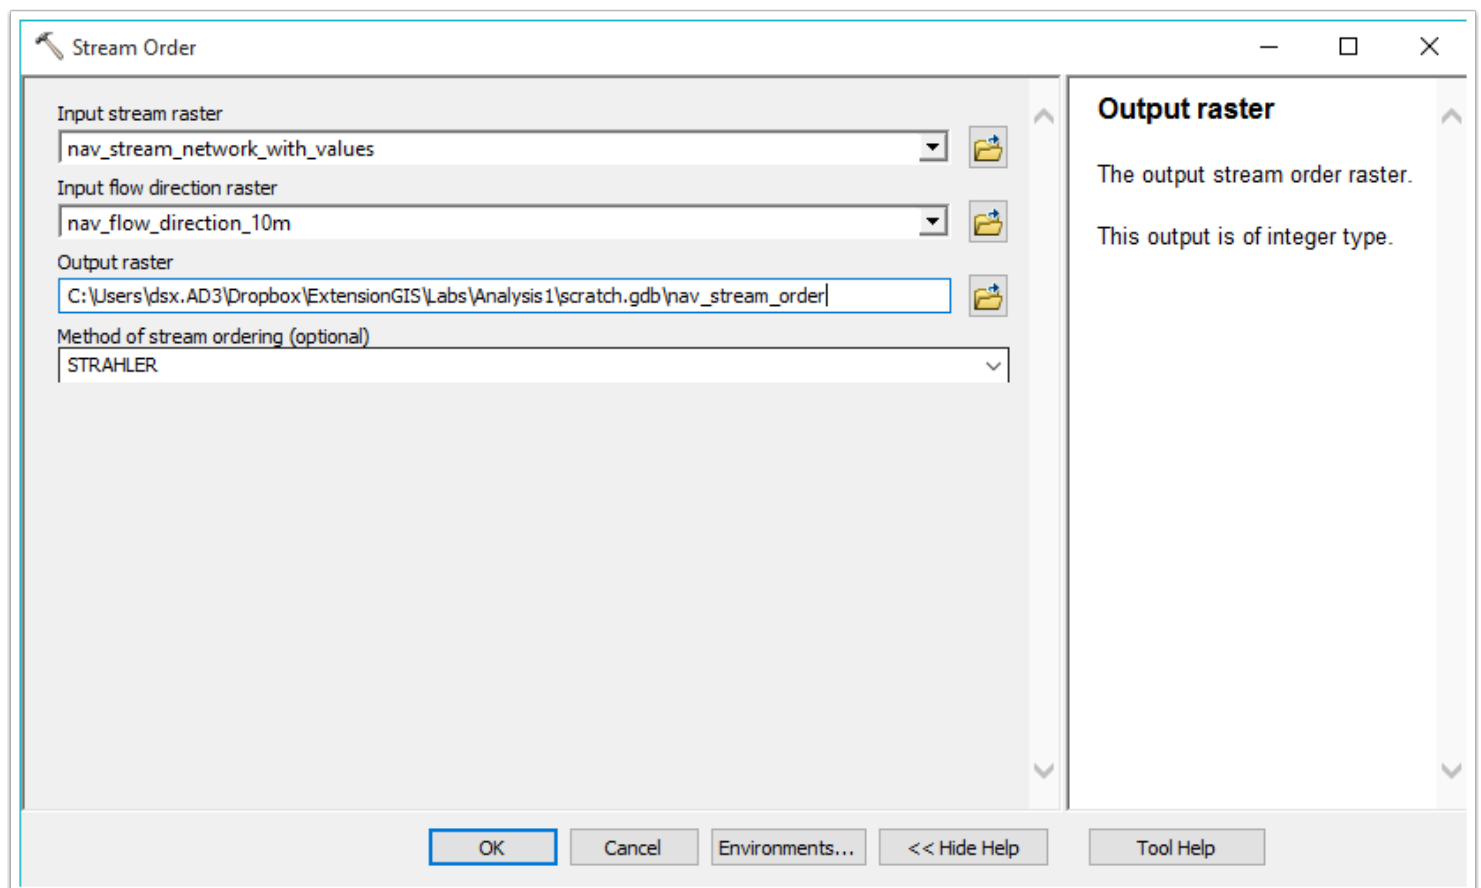 Stream Order
Input stream raster
nav_stream_network_with_values
Input flow direction raster
nav_flow_direction_10m
Output raster
C:\Users\dsx.AD3\Dropbox\ExtensionGIS\Labs\Analysis1\scratch.gdb\nav_stream_order
Method of stream ordering (optional)
STRAHLER
Output raster
The output stream order raster.
This output is of integer type.
OK
Cancel
Environments...
<< Hide Help
Tool Help